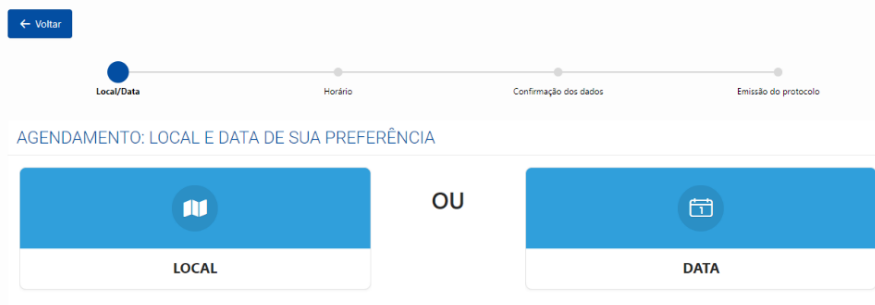 ← Voltar
Local/Data
Horário
Confirmação dos dados
Emissão do protocolo
AGENDAMENTO: LOCAL E DATA DE SUA PREFERÊNCIA
OU
1
LOCAL
DATA